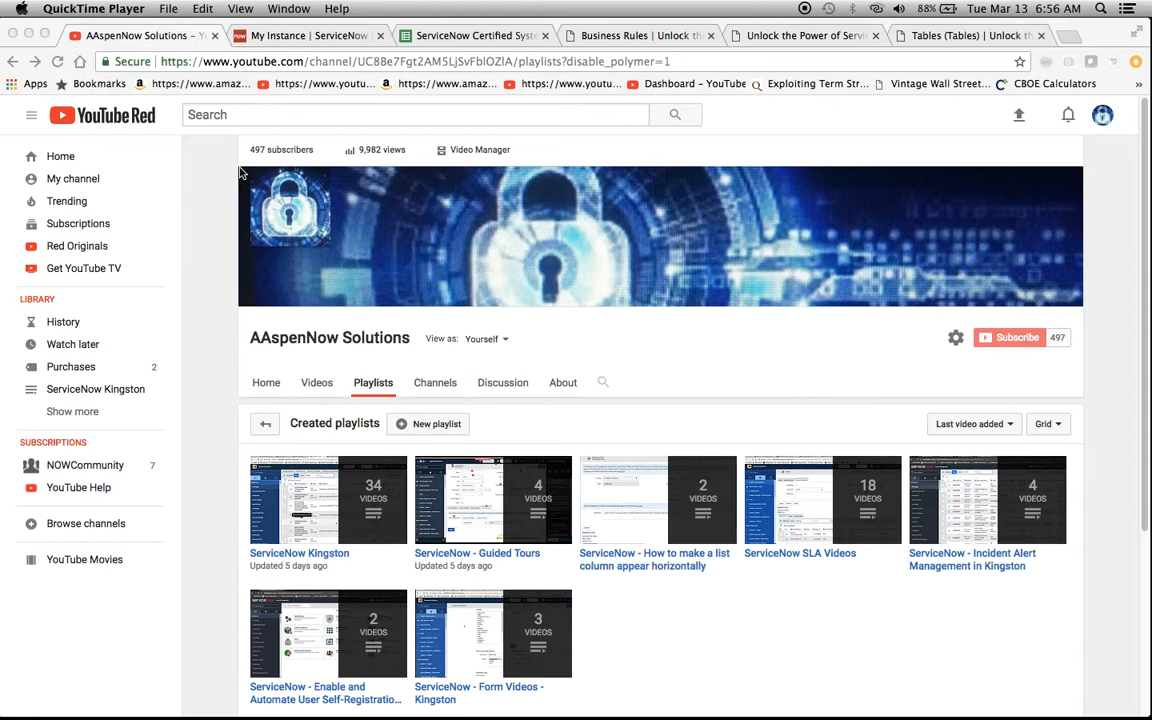 QuickTime Player File Edit View Window Help 88% Tue Mar 13 6:56 AM
AAspenNow Solutions – Y... My Instance | ServiceNow ServiceNow Certified Syst... Business Rules | Unlock th... Unlock the Power of Servi... Tables (Tables) | Unlock th...
Secure https://www.youtube.com/channel/UC8Be7Fgt2AM5LjSvFblOZlA/playlists?disable_polymer=1
Apps Bookmarks https://www.amaz... https://www.youtu... https://www.amaz... https://www.youtu... Dashboard – YouTube Exploiting Term Str... Vintage Wall Street... CBOE Calculators
YouTube Red Search
497 subscribers 9,982 views Video Manager
Home
My channel
Trending
Subscriptions
Red Originals
Get YouTube TV
LIBRARY
History
Watch later
Purchases 2
ServiceNow Kingston
Show more
SUBSCRIPTIONS
NOWCommunity 7
YouTube Help
Browse channels
YouTube Movies
AAspenNow Solutions View as: Yourself Subscribe 497
Home Videos Playlists Channels Discussion About
Created playlists New playlist Last video added Grid
34 VIDEOS
4 VIDEOS
2 VIDEOS
18 VIDEOS
4 VIDEOS
ServiceNow Kingston
Updated 5 days ago
ServiceNow - Guided Tours
Updated 5 days ago
ServiceNow - How to make a list
column appear horizontally
ServiceNow SLA Videos
ServiceNow - Incident Alert
Management in Kingston
2 VIDEOS
3 VIDEOS
ServiceNow - Enable and
Automate User Self-Registratio...
ServiceNow - Form Videos -
Kingston